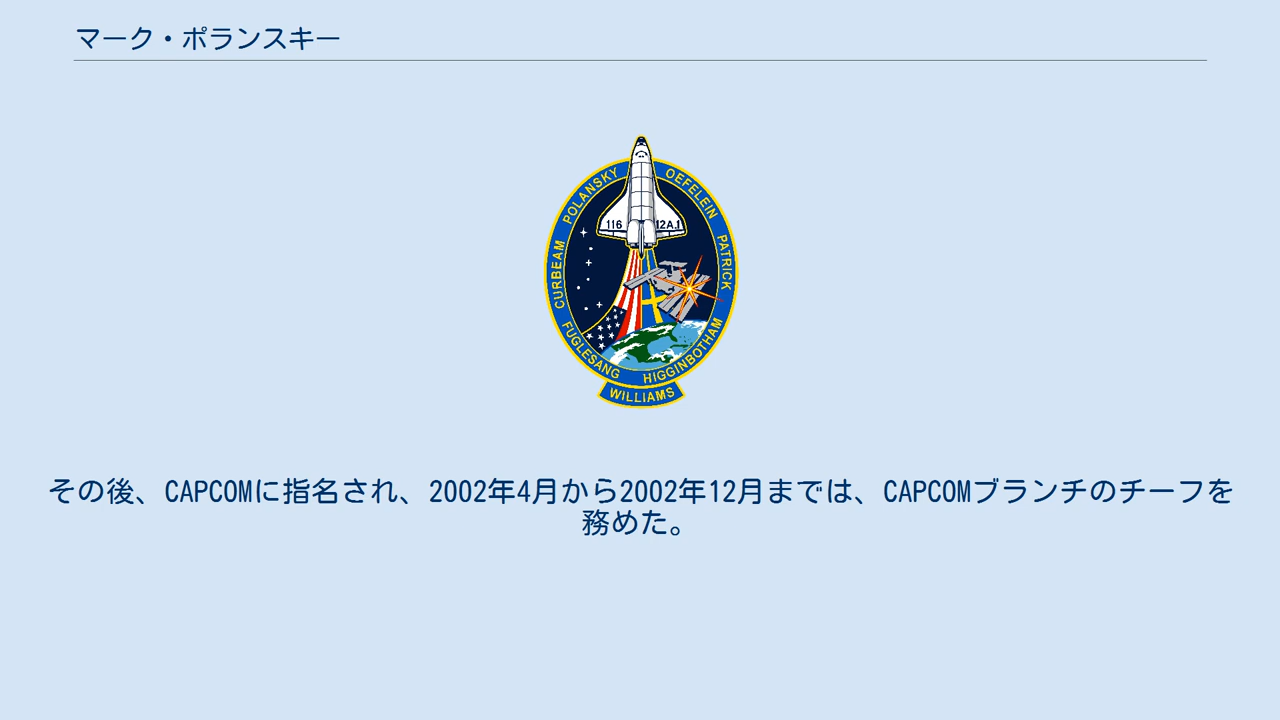 マーク・ポランスキー
CURBEAM POLANSKY OEFELEIN PATRICK
116 12A.1
FUGLESANG HIGGINBOTHAM
WILLIAMS
その後、CAPCOMに指名され、2002年4月から2002年12月までは、CAPCOMブランチのチーフを
務めた。